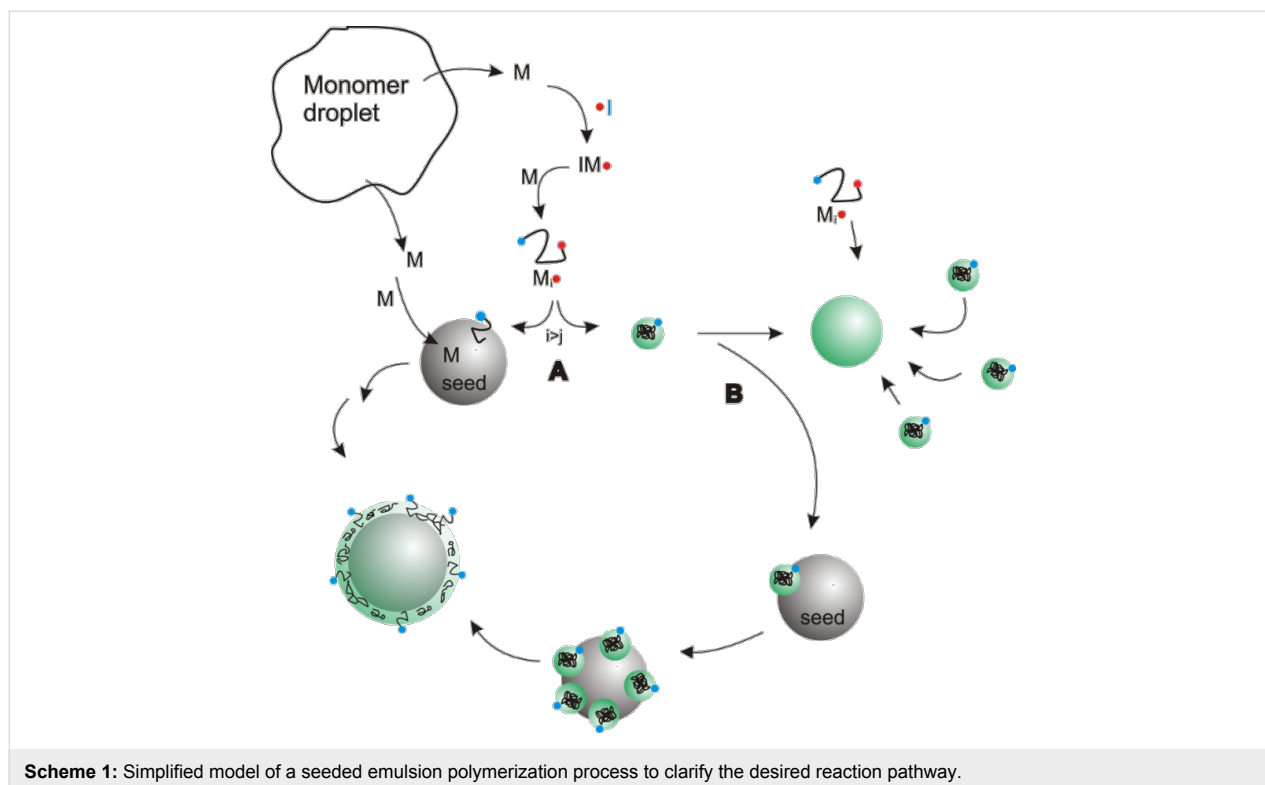 Monomer
droplet
M
•I
IM•
M
Mᵢ•
Mᵢ•
M
M
M
seed
i>j
A
B
seed
Scheme 1: Simplified model of a seeded emulsion polymerization process to clarify the desired reaction pathway.